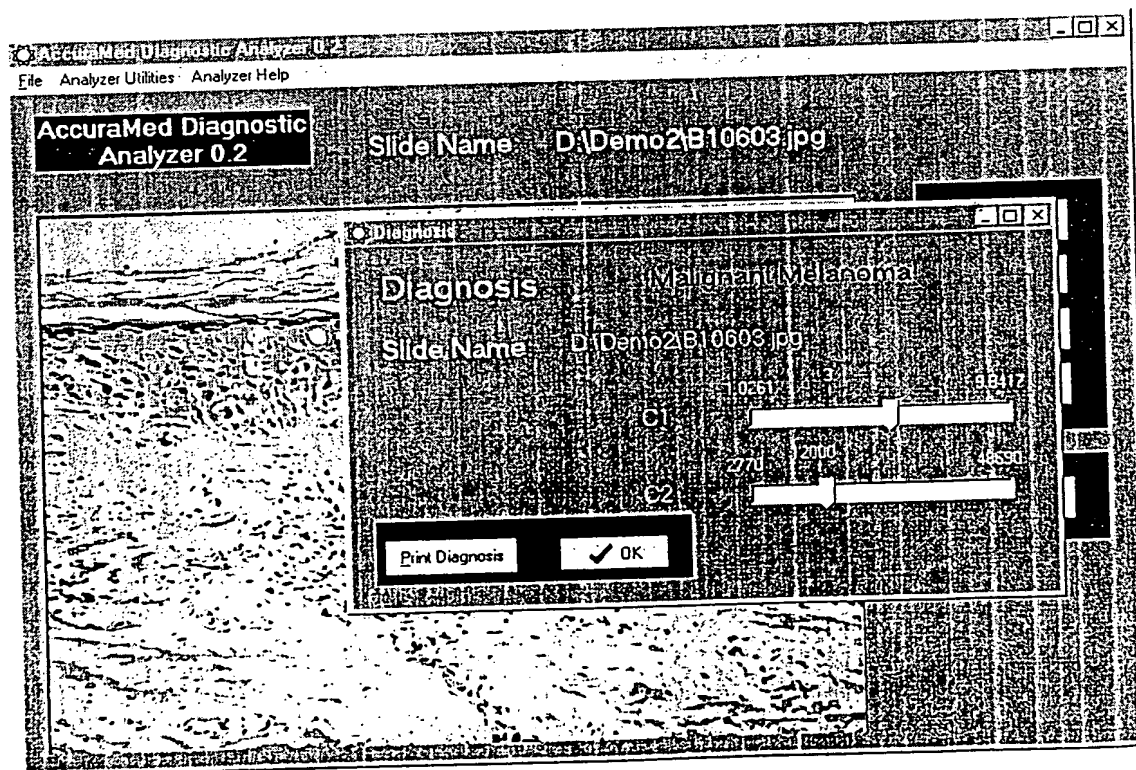 AccuraMed Diagnostic Analyzer 0.2
File Analyzer Utilities Analyzer Help
AccuraMed Diagnostic
Analyzer 0.2
Slide Name D:\Demo2\B10603.jpg
Diagnosis
Diagnosis Malignant Melanoma
Slide Name D:\Demo2\B10603.jpg
C1
2000
C2
Print Diagnosis OK